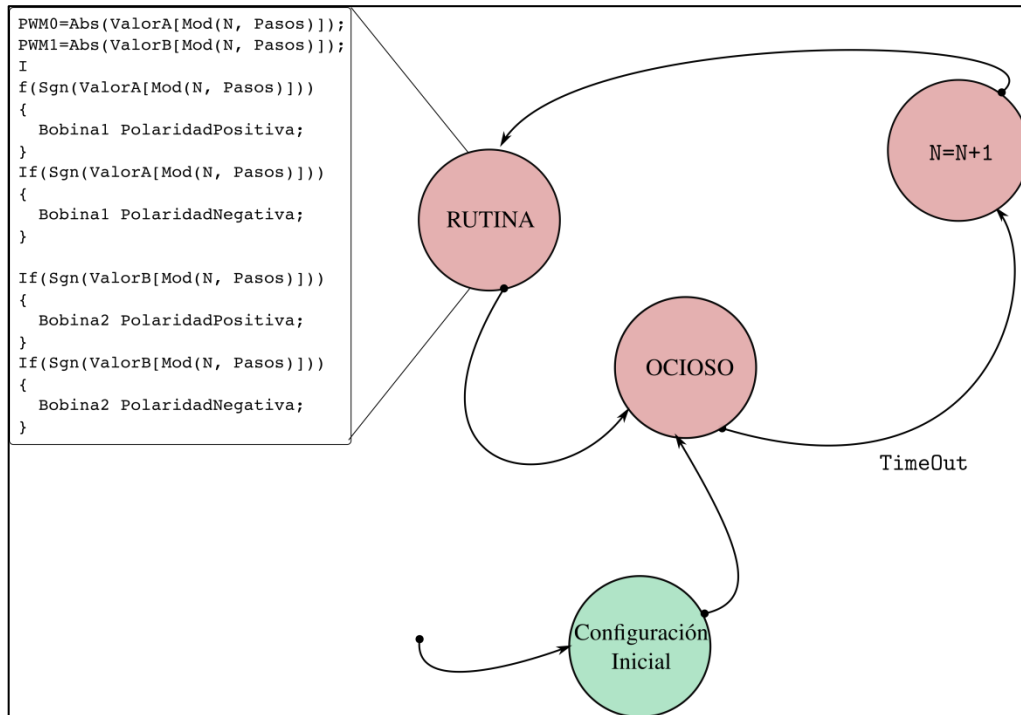 PWM0=Abs(ValorA[Mod(N, Pasos)]);
PWM1=Abs(ValorB[Mod(N, Pasos)]);
I
f(Sgn(ValorA[Mod(N, Pasos)]))
{
  Bobina1 PolaridadPositiva;
}
If(Sgn(ValorA[Mod(N, Pasos)]))
{
  Bobina1 PolaridadNegativa;
}

If(Sgn(ValorB[Mod(N, Pasos)]))
{
  Bobina2 PolaridadPositiva;
}
If(Sgn(ValorB[Mod(N, Pasos)]))
{
  Bobina2 PolaridadNegativa;
}
N=N+1
RUTINA
OCIOSO
TimeOut
Configuración
Inicial